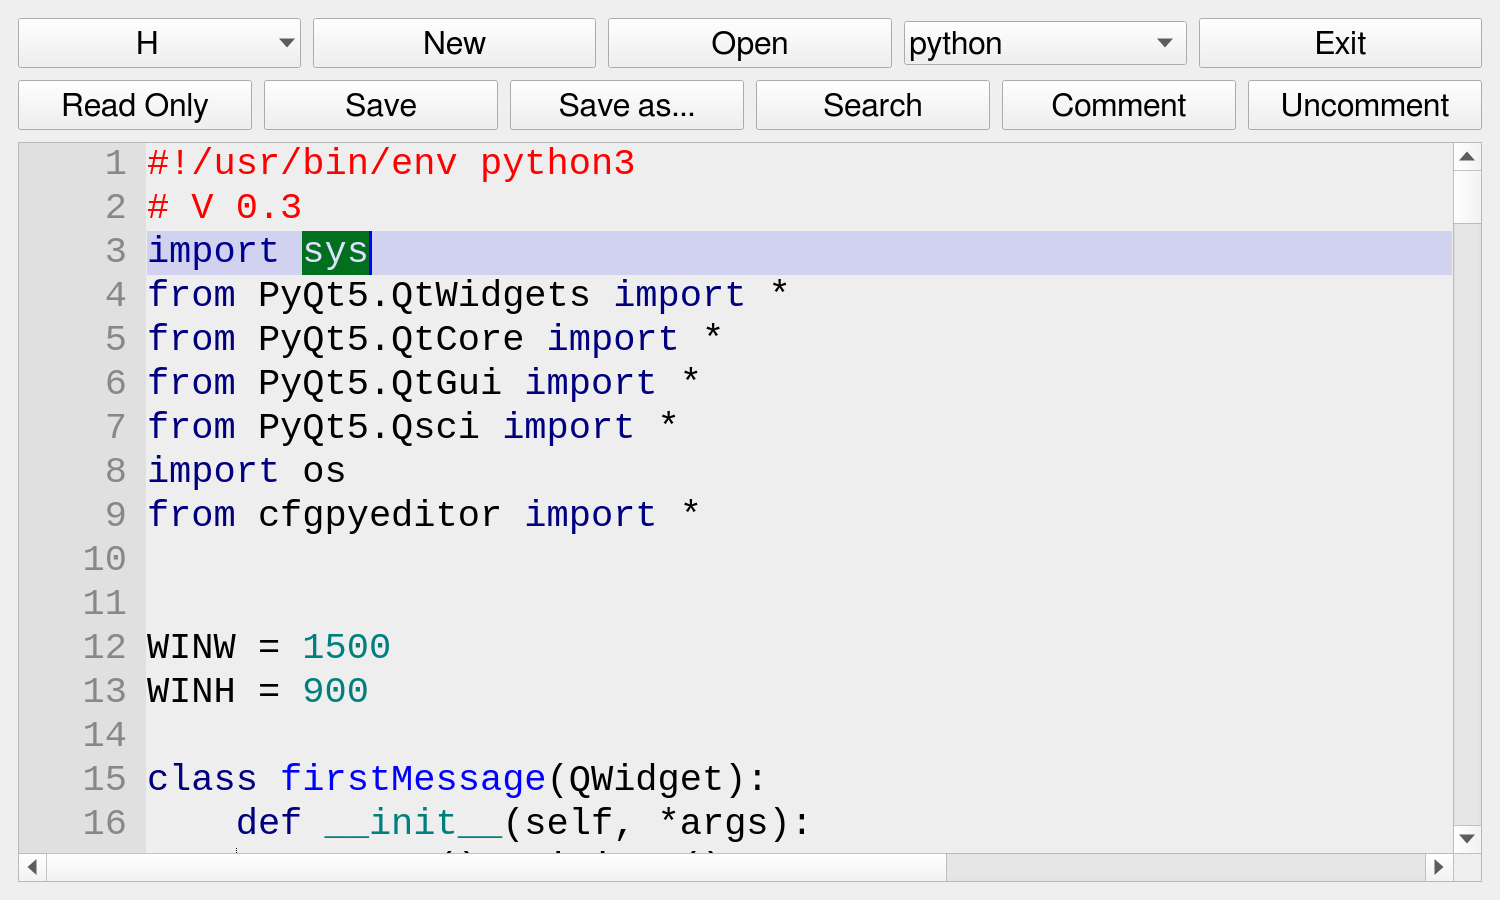 H New Open python Exit
Read Only Save Save as... Search Comment Uncomment
1 #!/usr/bin/env python3
2 # V 0.3
3 import sys
4 from PyQt5.QtWidgets import *
5 from PyQt5.QtCore import *
6 from PyQt5.QtGui import *
7 from PyQt5.Qsci import *
8 import os
9 from cfgpyeditor import *
10
11
12 WINW = 1500
13 WINH = 900
14
15 class firstMessage(QWidget):
16     def __init__(self, *args):